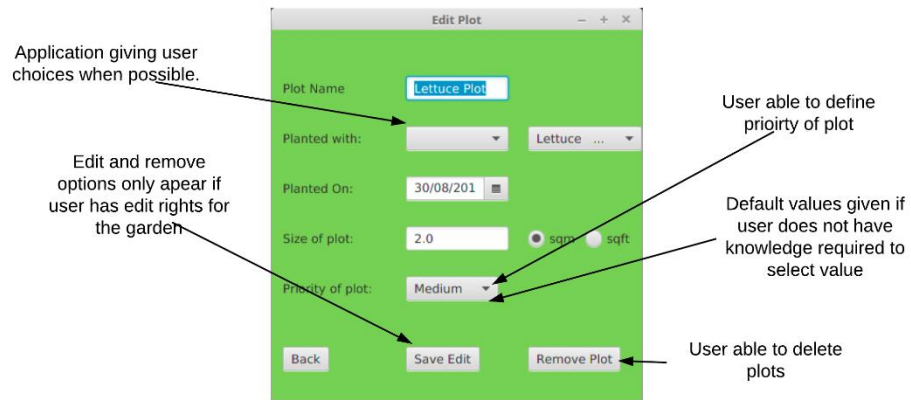 Edit Plot
Application giving user
choices when possible.
Plot Name
Lettuce Plot
User able to define
prioirty of plot
Planted with:
Lettuce ...
Edit and remove
options only apear if
user has edit rights for
the garden
Planted On:
30/08/201
Default values given if
user does not have
knowledge required to
select value
Size of plot:
2.0
sqm
sqft
Priority of plot:
Medium
Back
Save Edit
Remove Plot
User able to delete
plots